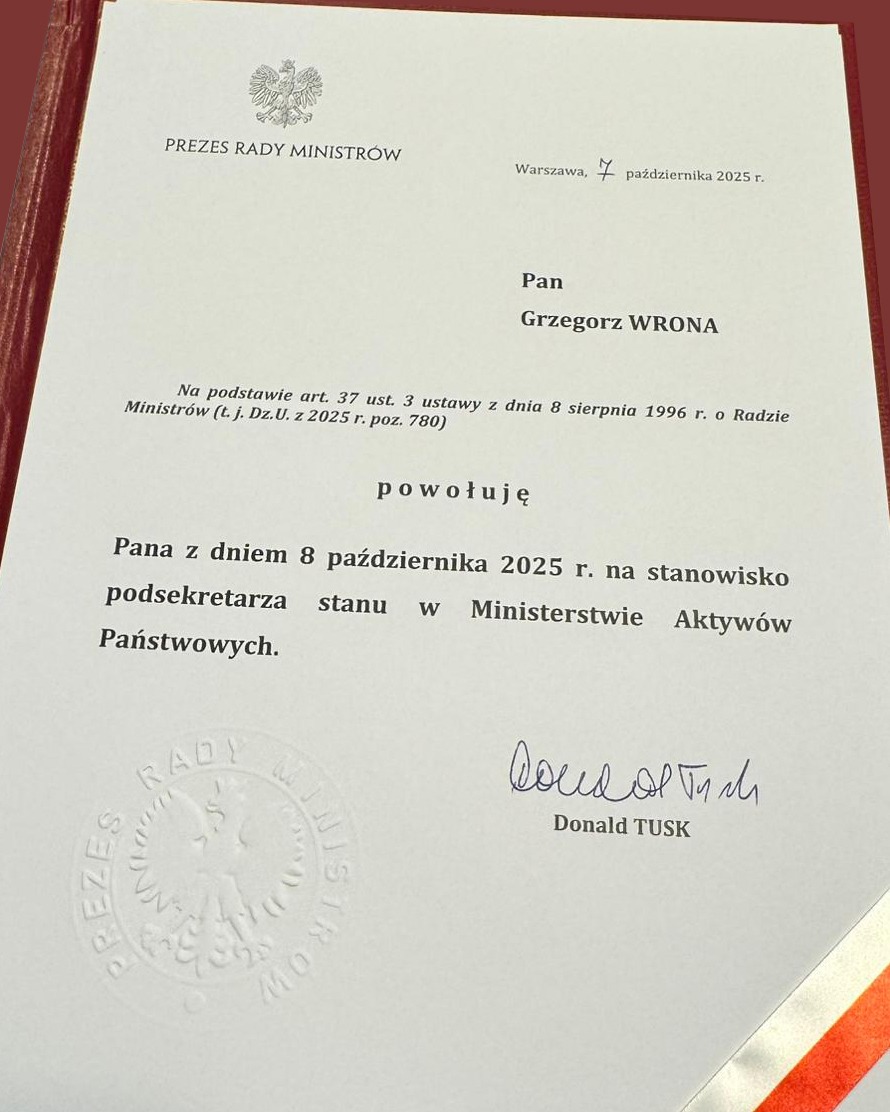 PREZES RADY MINISTRÓW
Warszawa, 7 października 2025 r.
Pan
Grzegorz WRONA
Na podstawie art. 37 ust. 3 ustawy z dnia 8 sierpnia 1996 r. o Radzie
Ministrów (t. j. Dz.U. z 2025 r. poz. 780)
powołuję
Pana z dniem 8 października 2025 r. na stanowisko
podsekretarza stanu w Ministerstwie Aktywów
Państwowych.
Donald Tusk
Donald TUSK
PREZES RADY MINISTRÓW